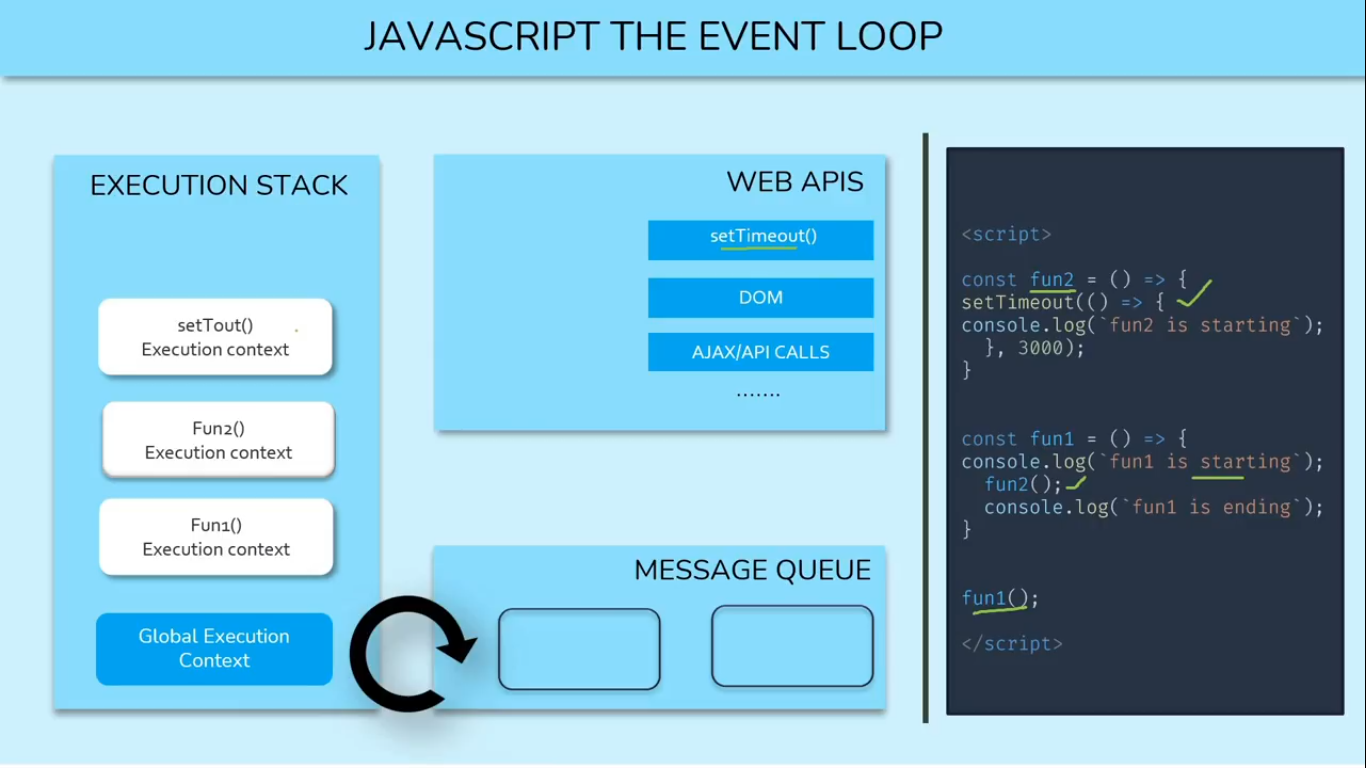 JAVASCRIPT THE EVENT LOOP
EXECUTION STACK
setTout()
Execution context
Fun2()
Execution context
Fun1()
Execution context
Global Execution
Context
WEB APIS
setTimeout()
DOM
AJAX/API CALLS
.......
MESSAGE QUEUE
<script>
const fun2 = () => {
setTimeout(() => {
console.log(`fun2 is starting`);
}, 3000);
}
const fun1 = () => {
console.log(`fun1 is starting`);
fun2();
console.log(`fun1 is ending`);
}
fun1();
</script>